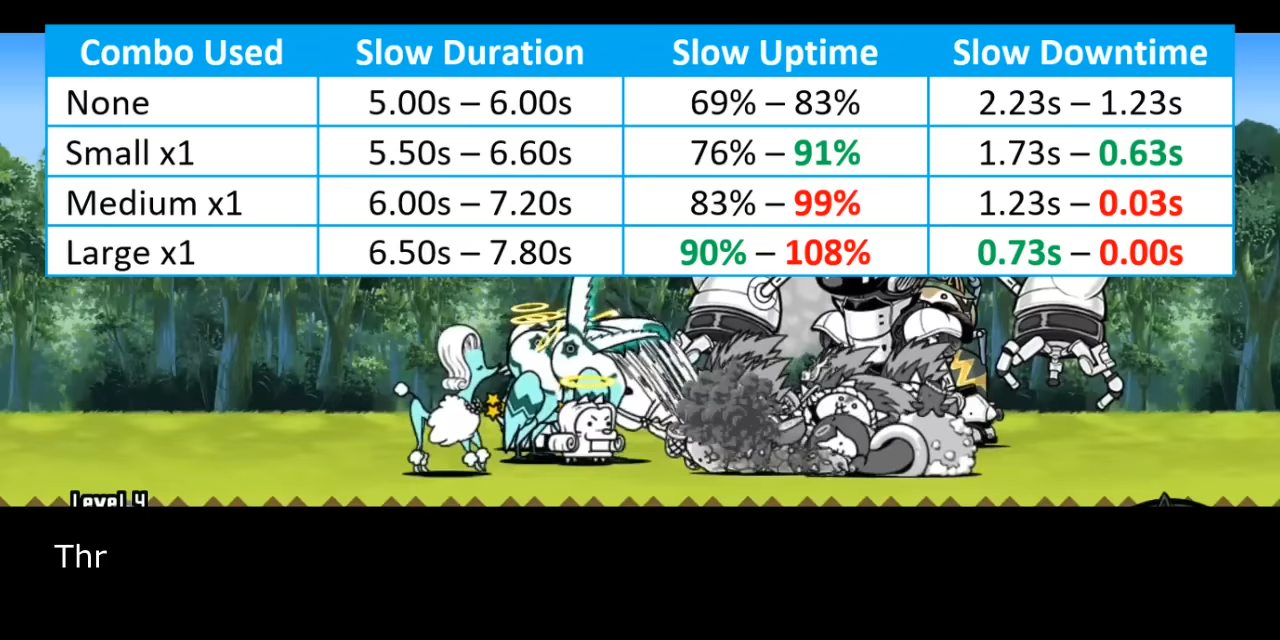 Combo Used Slow Duration Slow Uptime Slow Downtime
None 5.00s – 6.00s 69% – 83% 2.23s – 1.23s
Small x1 5.50s – 6.60s 76% – 91% 1.73s – 0.63s
Medium x1 6.00s – 7.20s 83% – 99% 1.23s – 0.03s
Large x1 6.50s – 7.80s 90% – 108% 0.73s – 0.00s
Level 4
Thr